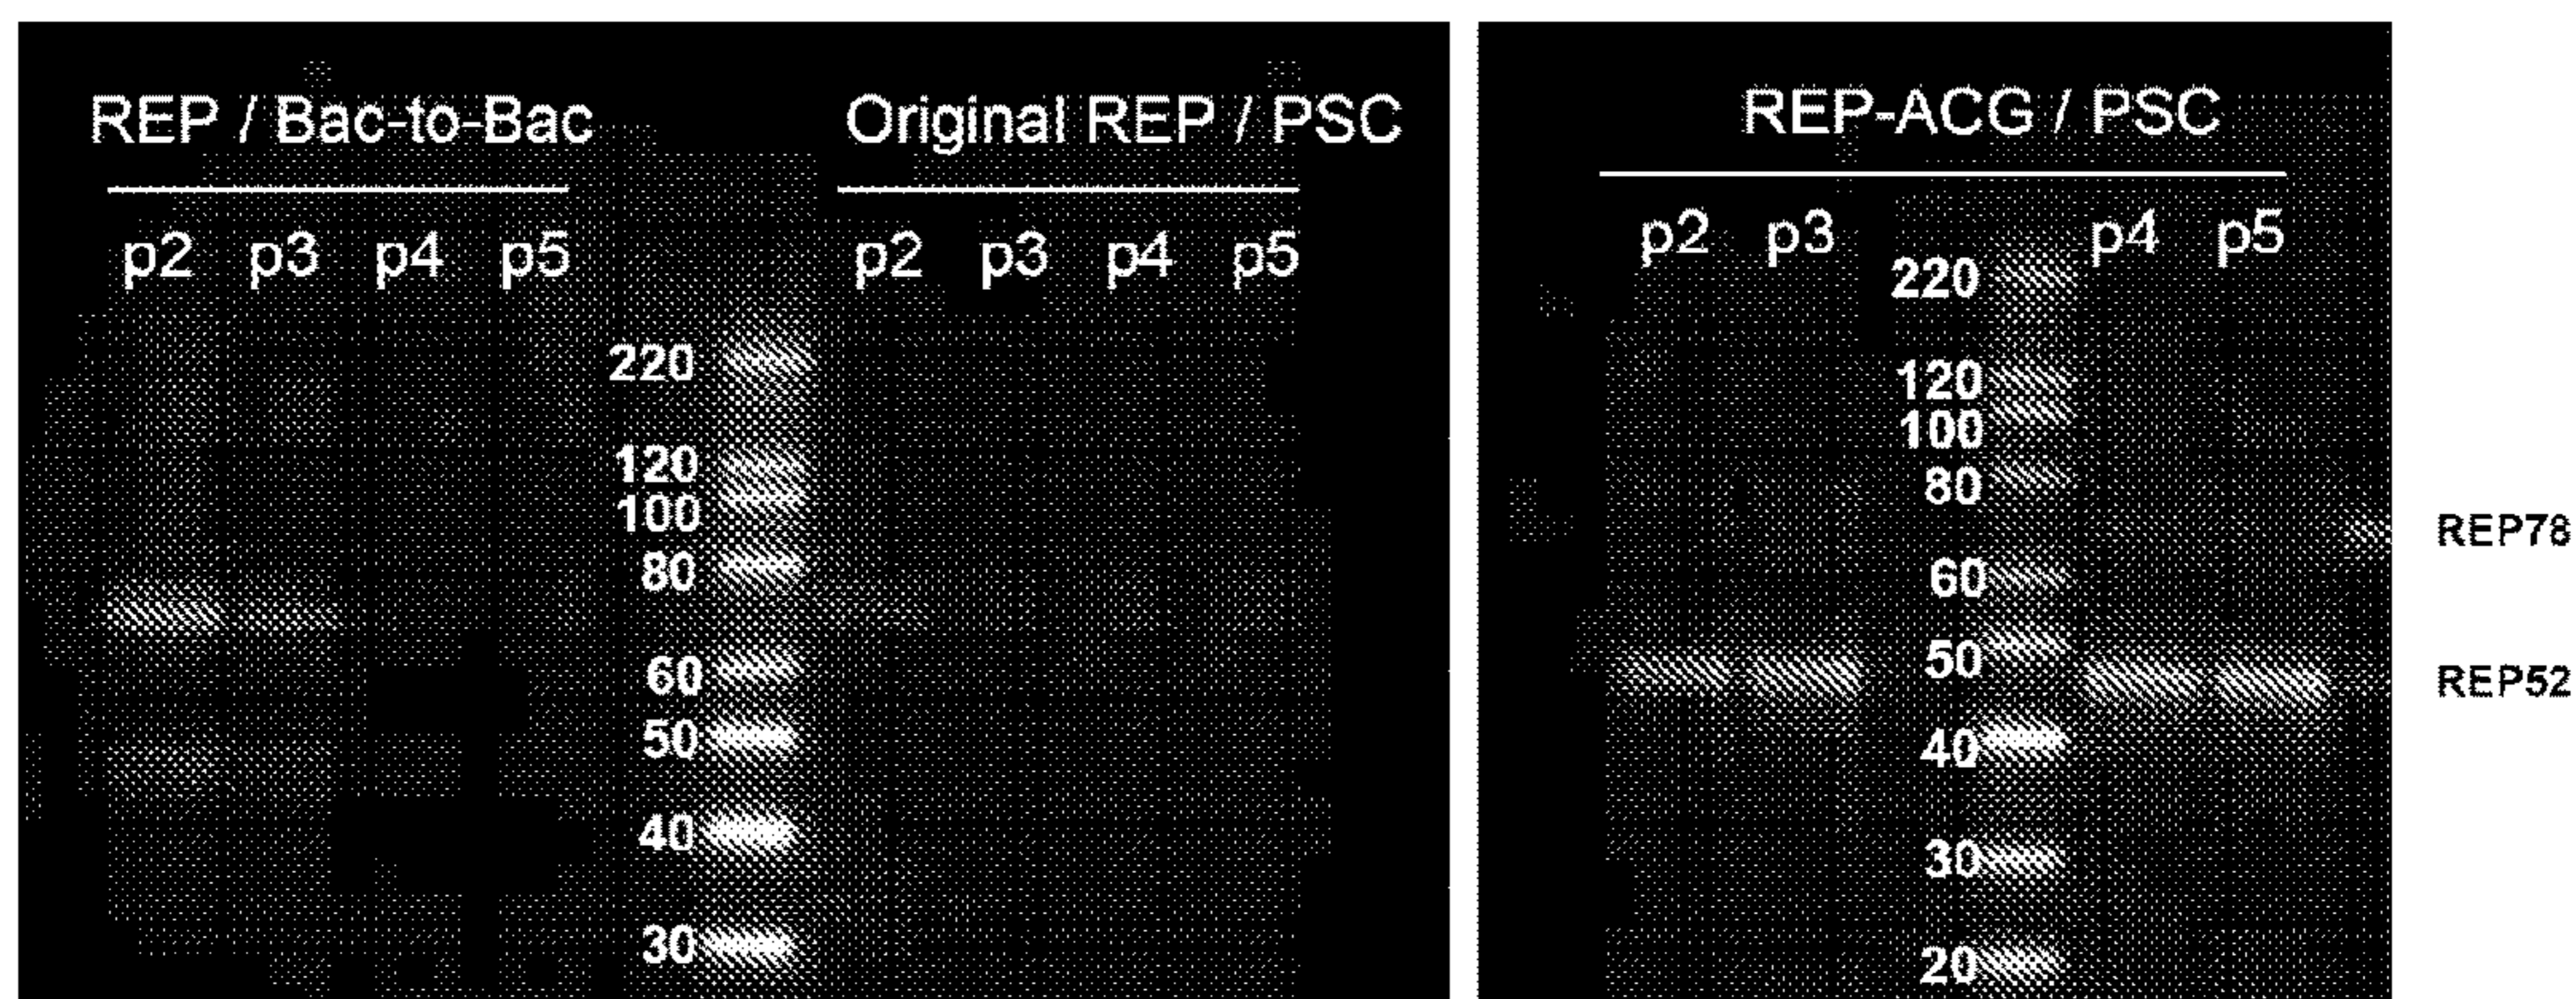 REP / Bac-to-Bac
p2 p3 p4 p5
220
120
100
80
60
50
40
30
Original REP / PSC
p2 p3 p4 p5
REP-ACG / PSC
p2 p3 p4 p5
220
120
100
80
60
50
40
30
20
REP78
REP52